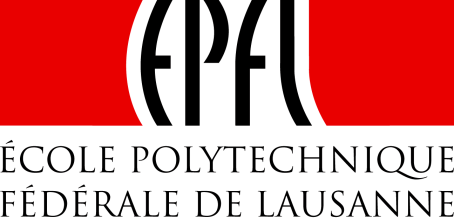 EPFL
ÉCOLE POLYTECHNIQUE
FÉDÉRALE DE LAUSANNE